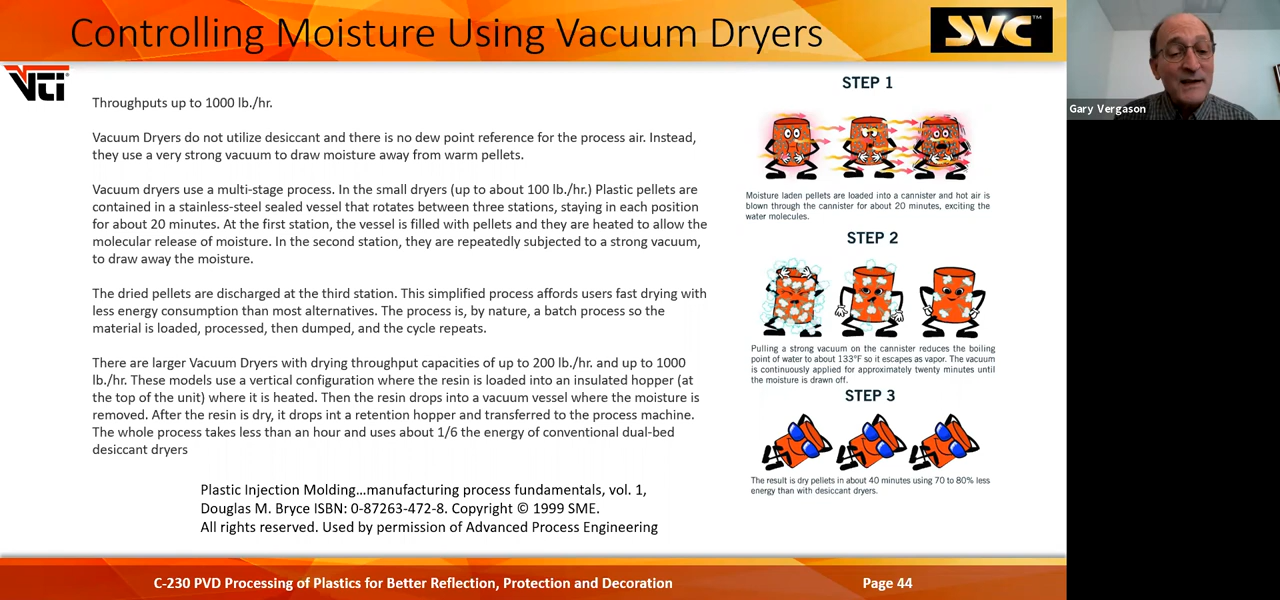 Controlling Moisture Using Vacuum Dryers
SVC™
VTI®
Gary Vergason
Throughputs up to 1000 lb./hr.
Vacuum Dryers do not utilize desiccant and there is no dew point reference for the process air. Instead,
they use a very strong vacuum to draw moisture away from warm pellets.
Vacuum dryers use a multi-stage process. In the small dryers (up to about 100 lb./hr.) Plastic pellets are
contained in a stainless-steel sealed vessel that rotates between three stations, staying in each position
for about 20 minutes. At the first station, the vessel is filled with pellets and they are heated to allow the
molecular release of moisture. In the second station, they are repeatedly subjected to a strong vacuum,
to draw away the moisture.
The dried pellets are discharged at the third station. This simplified process affords users fast drying with
less energy consumption than most alternatives. The process is, by nature, a batch process so the
material is loaded, processed, then dumped, and the cycle repeats.
There are larger Vacuum Dryers with drying throughput capacities of up to 200 lb./hr. and up to 1000
lb./hr. These models use a vertical configuration where the resin is loaded into an insulated hopper (at
the top of the unit) where it is heated. Then the resin drops into a vacuum vessel where the moisture is
removed. After the resin is dry, it drops int a retention hopper and transferred to the process machine.
The whole process takes less than an hour and uses about 1/6 the energy of conventional dual-bed
desiccant dryers
Plastic Injection Molding...manufacturing process fundamentals, vol. 1,
Douglas M. Bryce ISBN: 0-87263-472-8. Copyright © 1999 SME.
All rights reserved. Used by permission of Advanced Process Engineering
STEP 1
Moisture laden pellets are loaded into a cannister and hot air is
blown through the cannister for about 20 minutes, exciting the
water molecules.
STEP 2
Pulling a strong vacuum on the cannister reduces the boiling
point of water to about 133°F so it escapes as vapor. The vacuum
is continuously applied for approximately twenty minutes until
the moisture is drawn off.
STEP 3
The result is dry pellets in about 40 minutes using 70 to 80% less
energy than with desiccant dryers.
C-230 PVD Processing of Plastics for Better Reflection, Protection and Decoration
Page 44